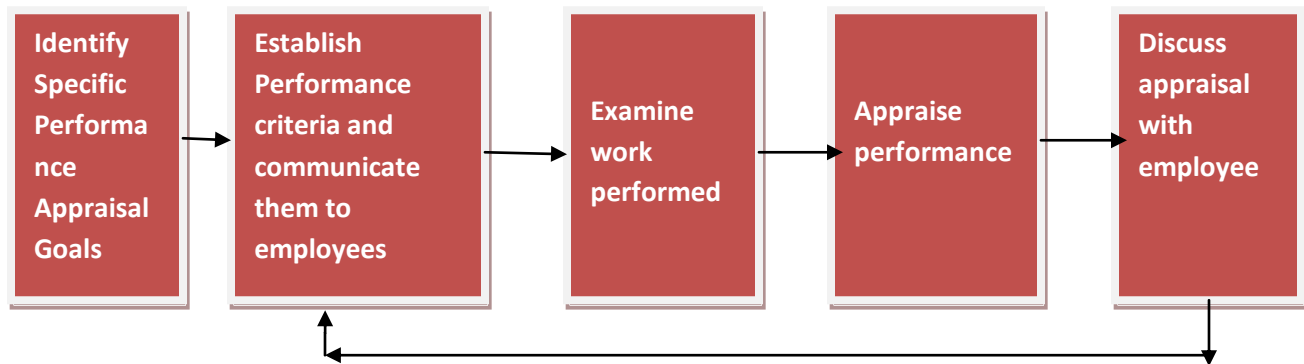 Identify
Specific
Performa
nce
Appraisal
Goals
Establish
Performance
criteria and
communicate
them to
employees
Examine
work
performed
Appraise
performance
Discuss
appraisal
with
employee